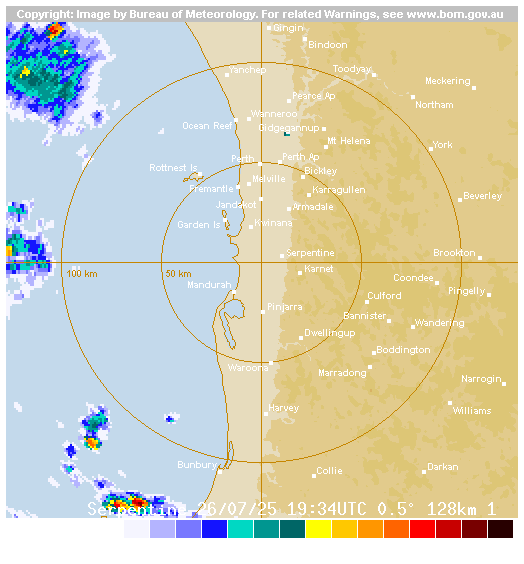 Copyright: Image by Bureau of Meteorology. For related Warnings, see www.bom.gov.au
Gingin
Bindoon
Yanchep
Toodyay
Meckering
Pearce Ap
Northam
Wanneroo
Ocean Reef
Gidgegannup
Mt Helena
York
Perth
Perth Ap
Rottnest Is
Bickley
Melville
Fremantle
Karragullen
Beverley
Jandakot
Armadale
Garden Is
Kwinana
Serpentine
Brookton
100 km
50 km
Karnet
Coondee
Mandurah
Pingelly
Culford
Pinjarra
Bannister
Wandering
Dwellingup
Boddington
Waroona
Marradong
Narrogin
Harvey
Williams
Bunbury
Collie
Darkan
Serpentine 26/07/25 19:34UTC 0.5° 128km 1